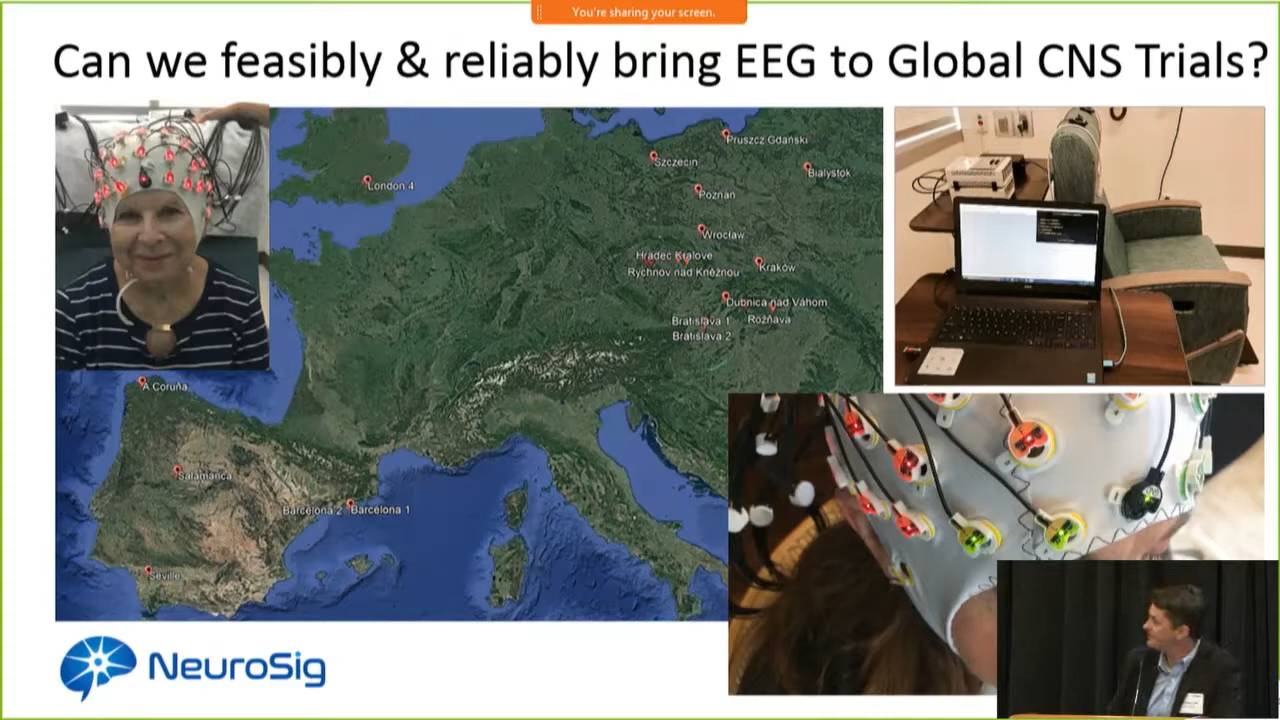 You're sharing your screen.
Can we feasibly & reliably bring EEG to Global CNS Trials?
Pruszcz Gdański
Szczecin
Bialystok
London 4
Poznań
Wrocław
Hradec Kralove
Kraków
Rychnov nad Kněžnou
Dubnica nad Váhom
Bratislava 1
Rožňava
Bratislava 2
A Coruña
Salamanca
Barcelona 2
Barcelona 1
Seville
NeuroSig